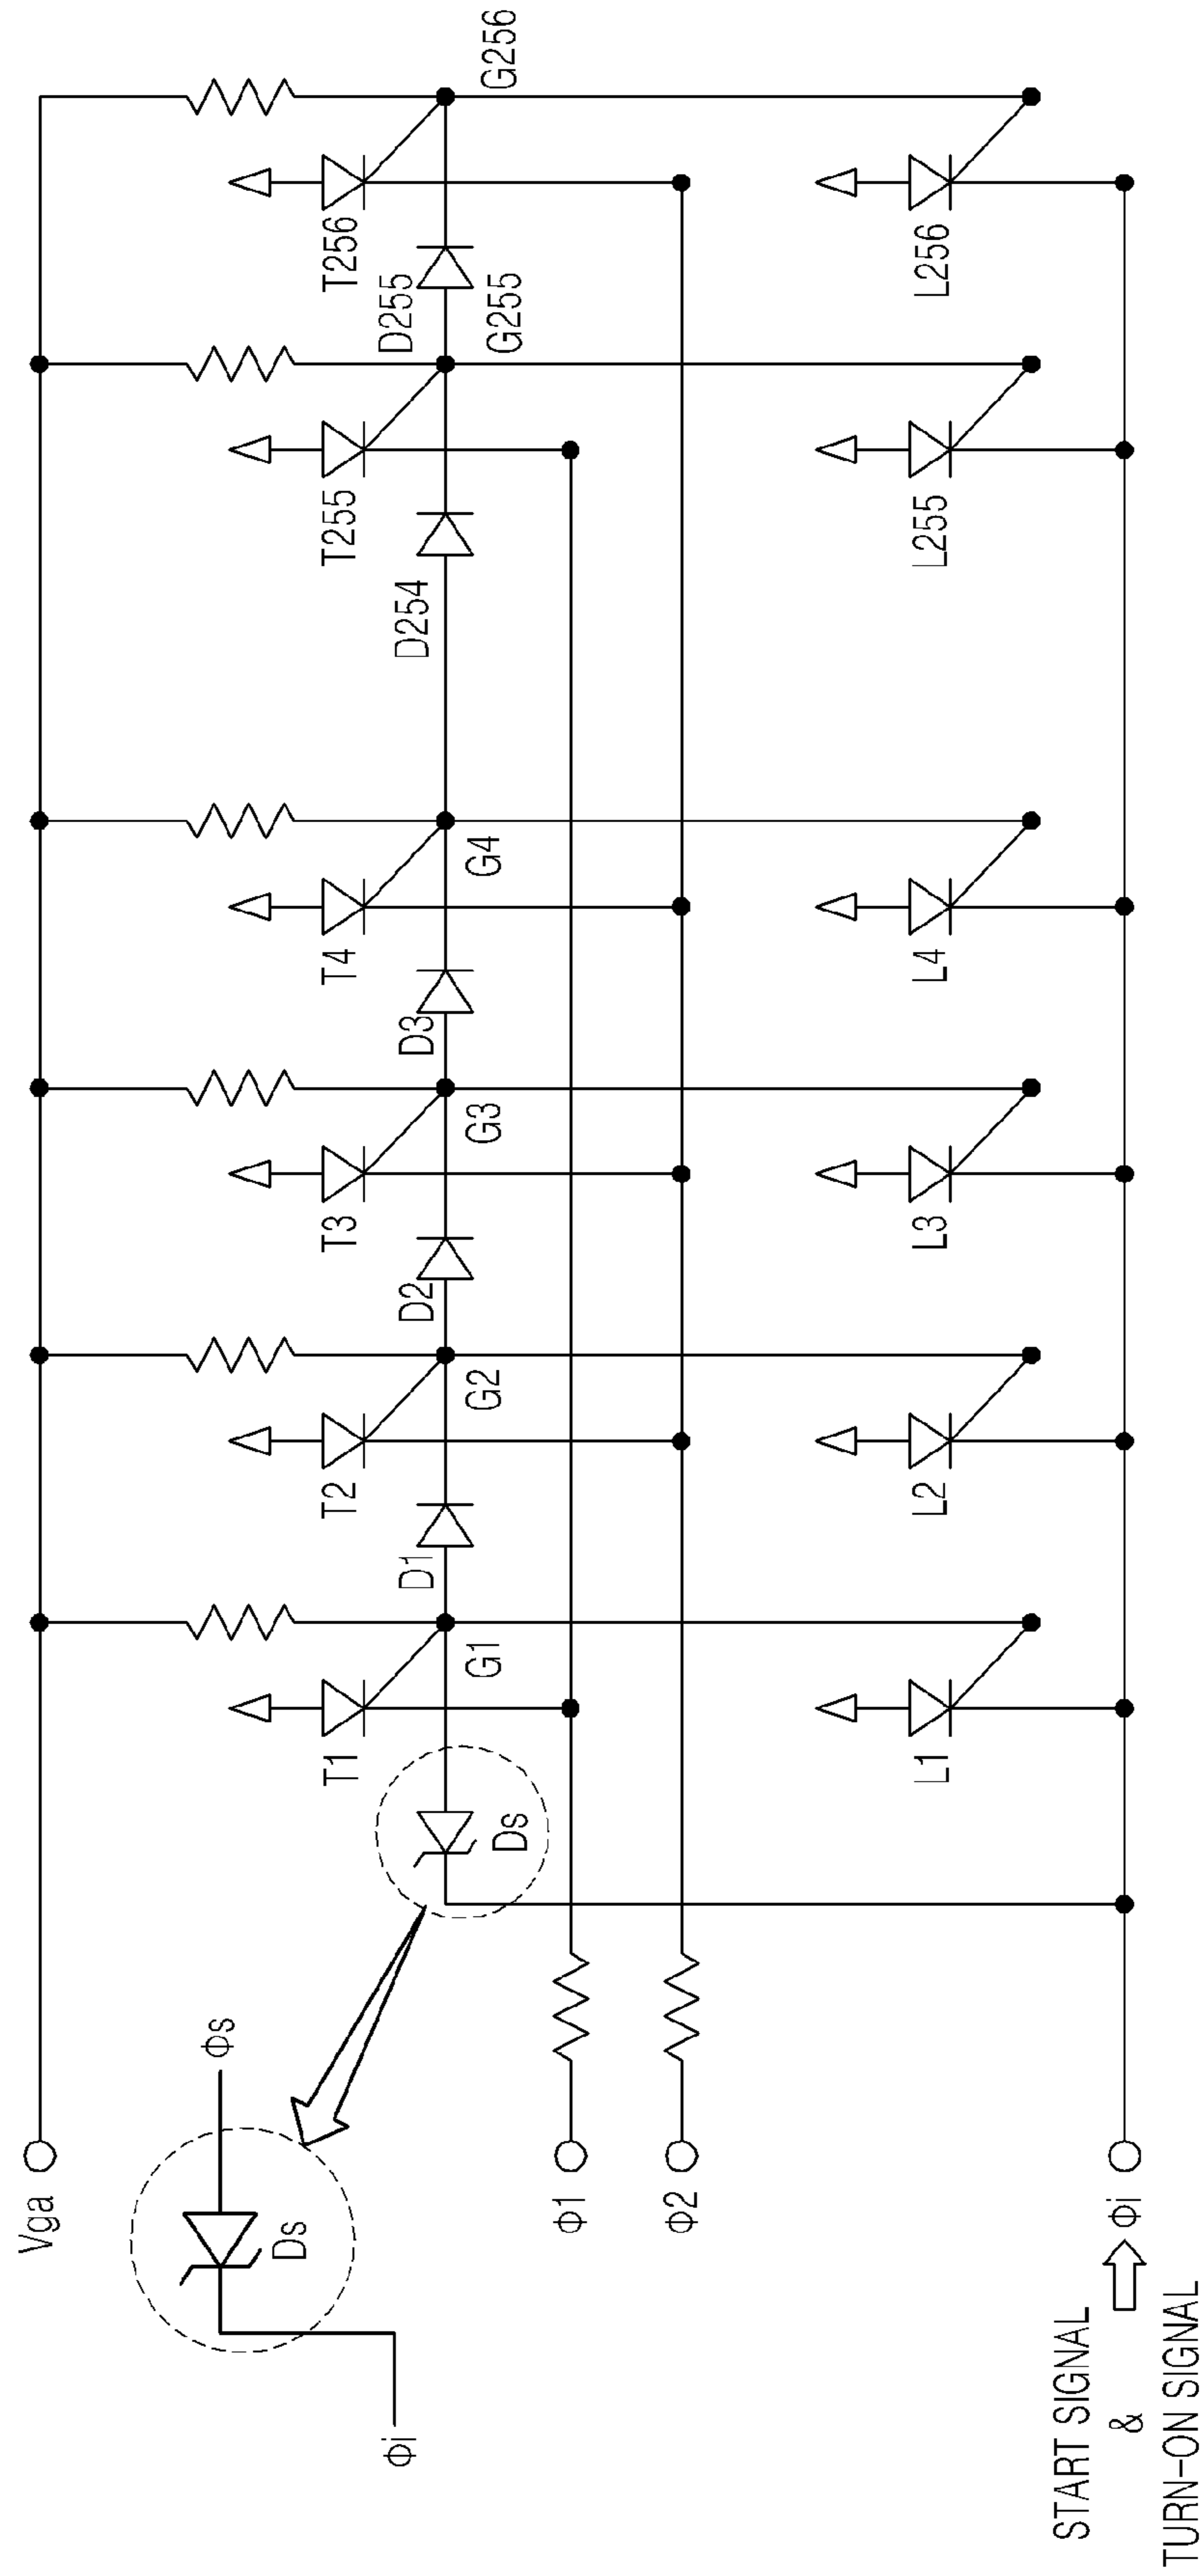 Vga
Φs
Ds
Φi
G256
T256
D255
G255
T255
D254
G4
T4
D3
G3
T3
D2
G2
T2
D1
G1
T1
Ds
L256
L255
L4
L3
L2
L1
Φ1
Φ2
START SIGNAL
&
TURN-ON SIGNAL
Φi